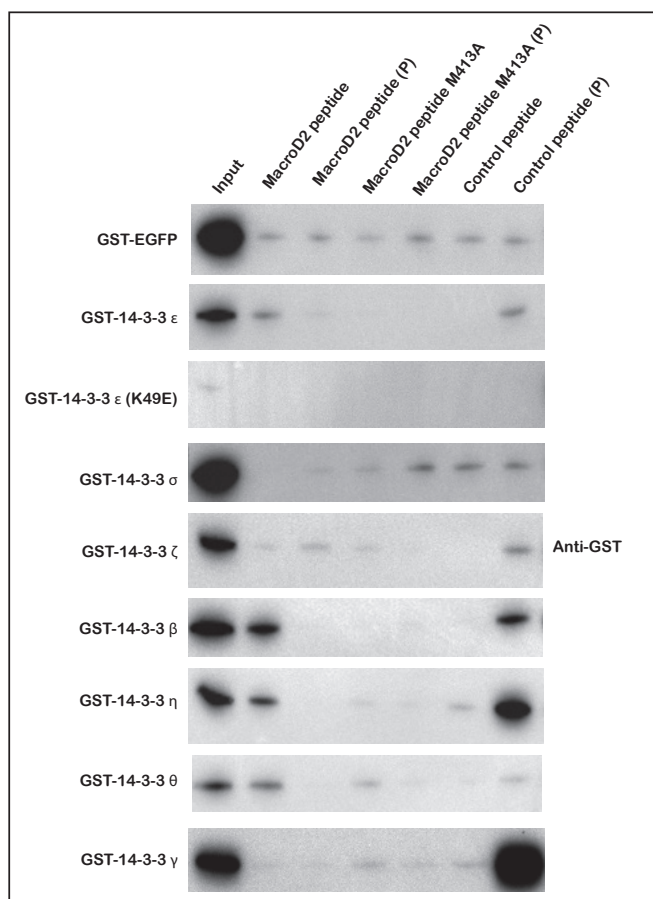 Input
MacroD2 peptide
MacroD2 peptide (P)
MacroD2 peptide M413A
MacroD2 peptide M413A (P)
Control peptide
Control peptide (P)
GST-EGFP
GST-14-3-3 ε
GST-14-3-3 ε (K49E)
GST-14-3-3 σ
GST-14-3-3 ζ
Anti-GST
GST-14-3-3 β
GST-14-3-3 η
GST-14-3-3 θ
GST-14-3-3 γ